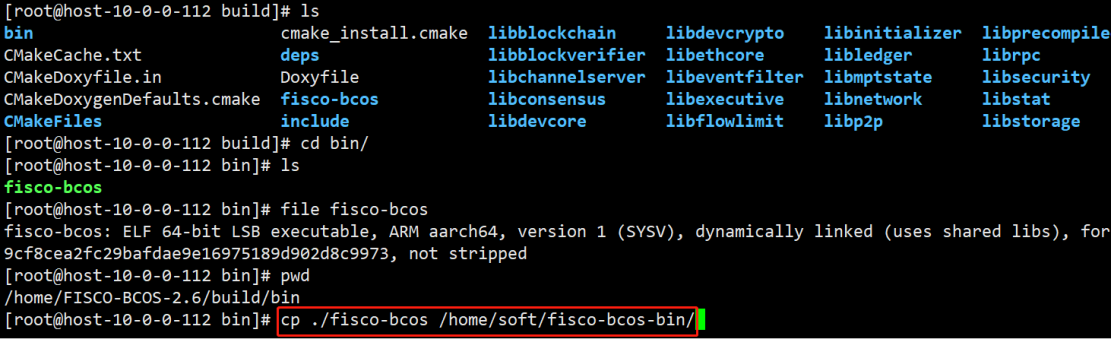 [root@host-10-0-0-112 build]# ls
bin cmake_install.cmake libblockchain libdevcrypto libinitializer libprecompile
CMakeCache.txt deps libblockverifier libethcore libledger librpc
CMakeDoxyfile.in Doxyfile libchannelserver libeventfilter libmptstate libsecurity
CMakeDoxygenDefaults.cmake fisco-bcos libconsensus libexecutive libnetwork libstat
CMakeFiles include libdevcore libflowlimit libp2p libstorage
[root@host-10-0-0-112 build]# cd bin/
[root@host-10-0-0-112 bin]# ls
fisco-bcos
[root@host-10-0-0-112 bin]# file fisco-bcos
fisco-bcos: ELF 64-bit LSB executable, ARM aarch64, version 1 (SYSV), dynamically linked (uses shared libs), for
9cf8cea2fc29bafdae9e16975189d902d8c9973, not stripped
[root@host-10-0-0-112 bin]# pwd
/home/FISCO-BCOS-2.6/build/bin
[root@host-10-0-0-112 bin]# cp ./fisco-bcos /home/soft/fisco-bcos-bin/